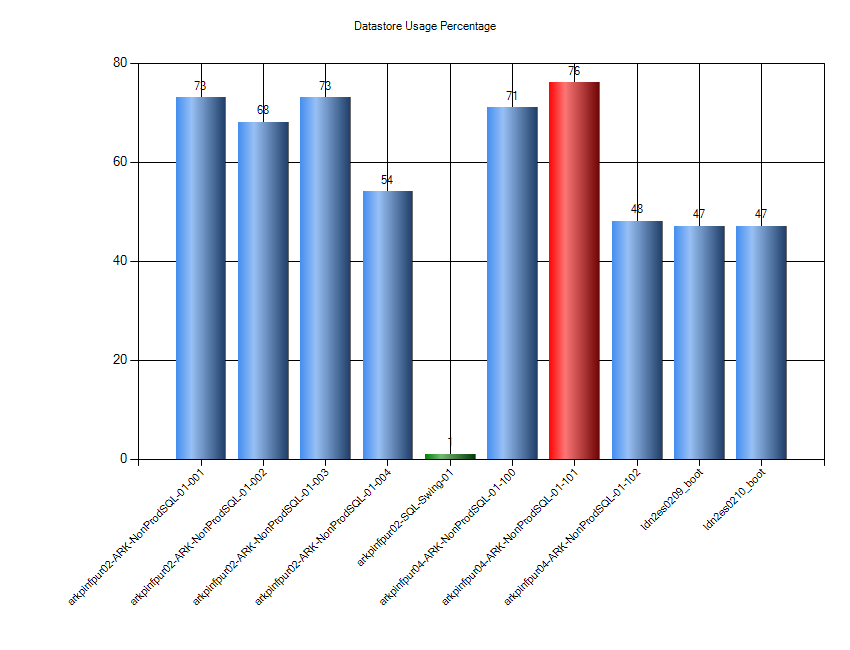 Datastore Usage Percentage
80
60
40
20
0
73
68
73
54
1
71
76
48
47
47
arkpinfpur02-ARK-NonProdSQL-01-001
arkpinfpur02-ARK-NonProdSQL-01-002
arkpinfpur02-ARK-NonProdSQL-01-003
arkpinfpur02-ARK-NonProdSQL-01-004
arkpinfpur02-SQL-Swing-01
arkpinfpur04-ARK-NonProdSQL-01-100
arkpinfpur04-ARK-NonProdSQL-01-101
arkpinfpur04-ARK-NonProdSQL-01-102
ldn2es0209_boot
ldn2es0210_boot